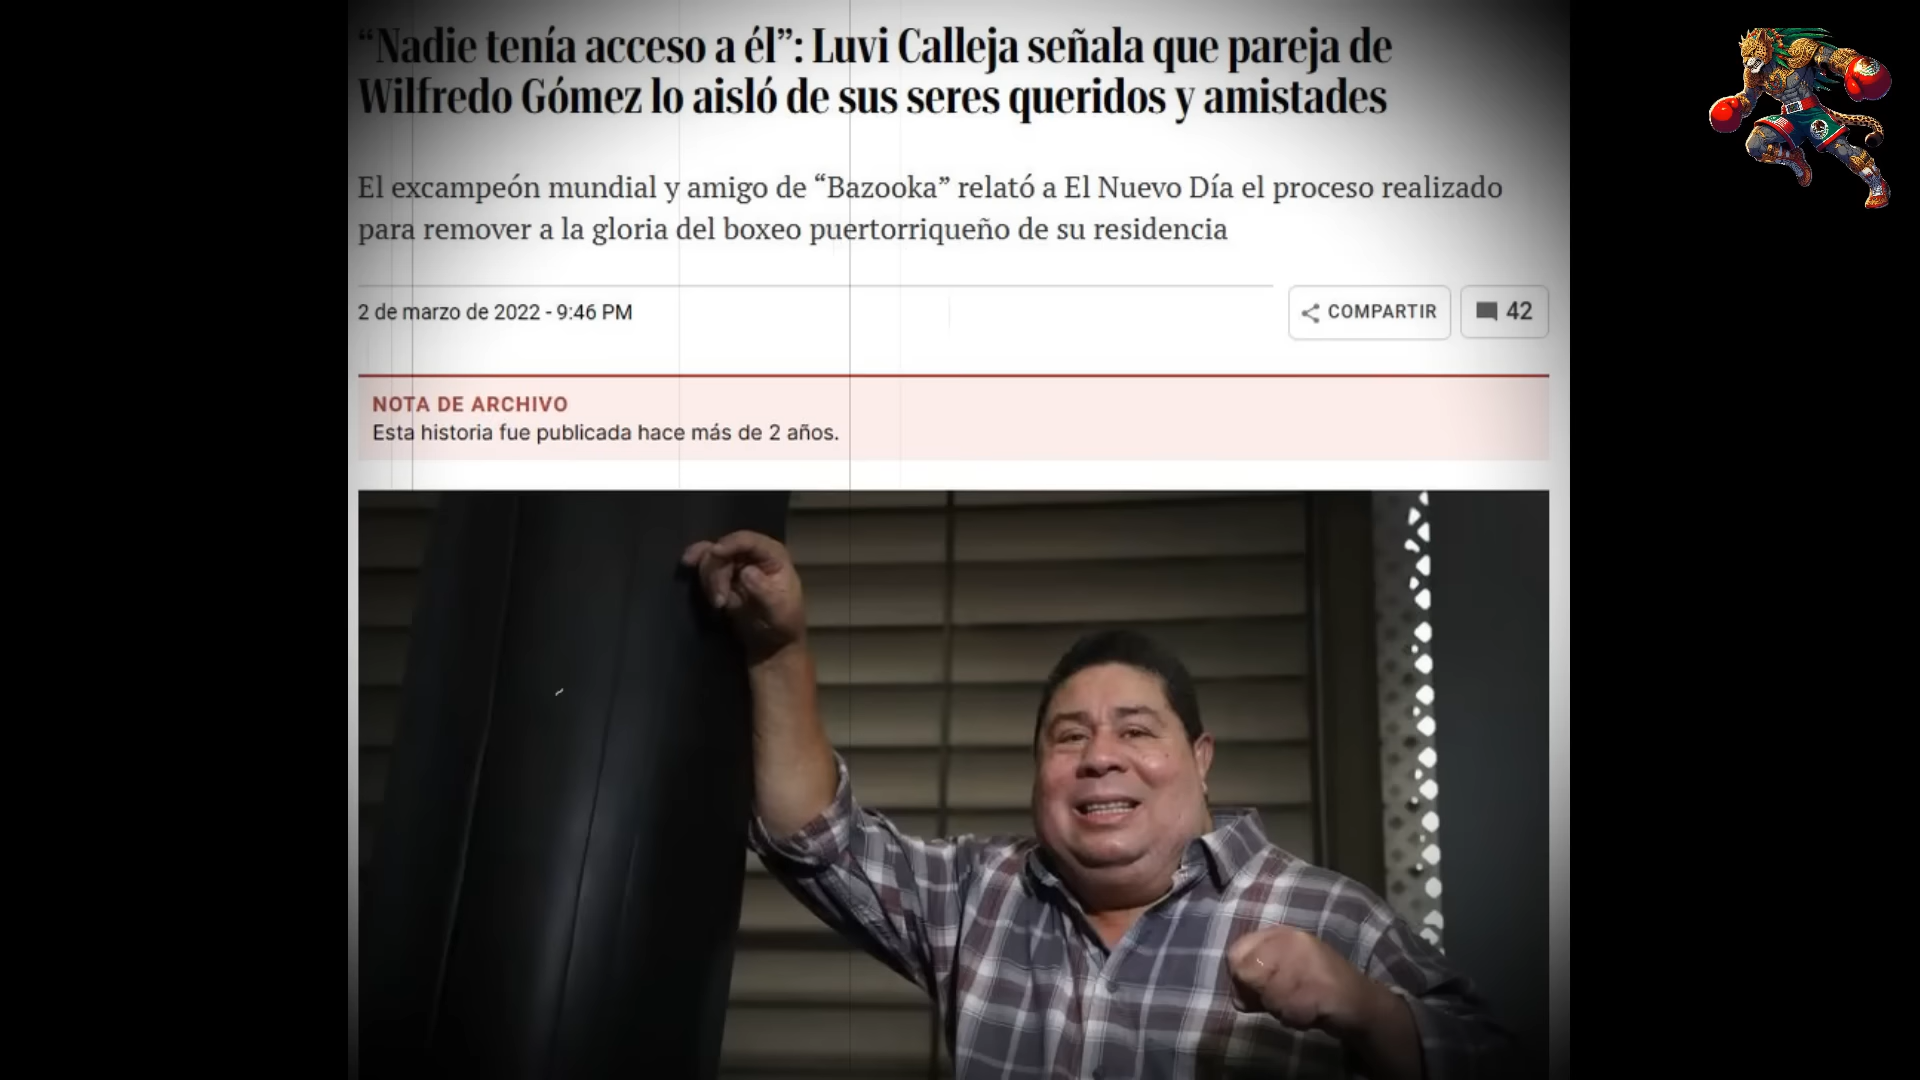 “Nadie tenía acceso a él”: Luvi Calleja señala que pareja de
Wilfredo Gómez lo aisló de sus seres queridos y amistades
El excampeón mundial y amigo de “Bazooka” relató a El Nuevo Día el proceso realizado
para remover a la gloria del boxeo puertorriqueño de su residencia
2 de marzo de 2022 - 9:46 PM
COMPARTIR
42
NOTA DE ARCHIVO
Esta historia fue publicada hace más de 2 años.